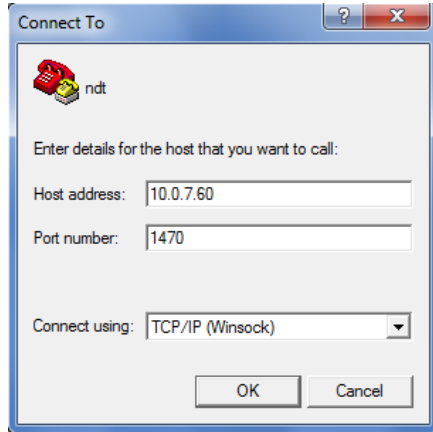 Connect To
ndt
Enter details for the host that you want to call:
Host address: 10.0.7.60
Port number: 1470
Connect using: TCP/IP (Winsock)
OK Cancel